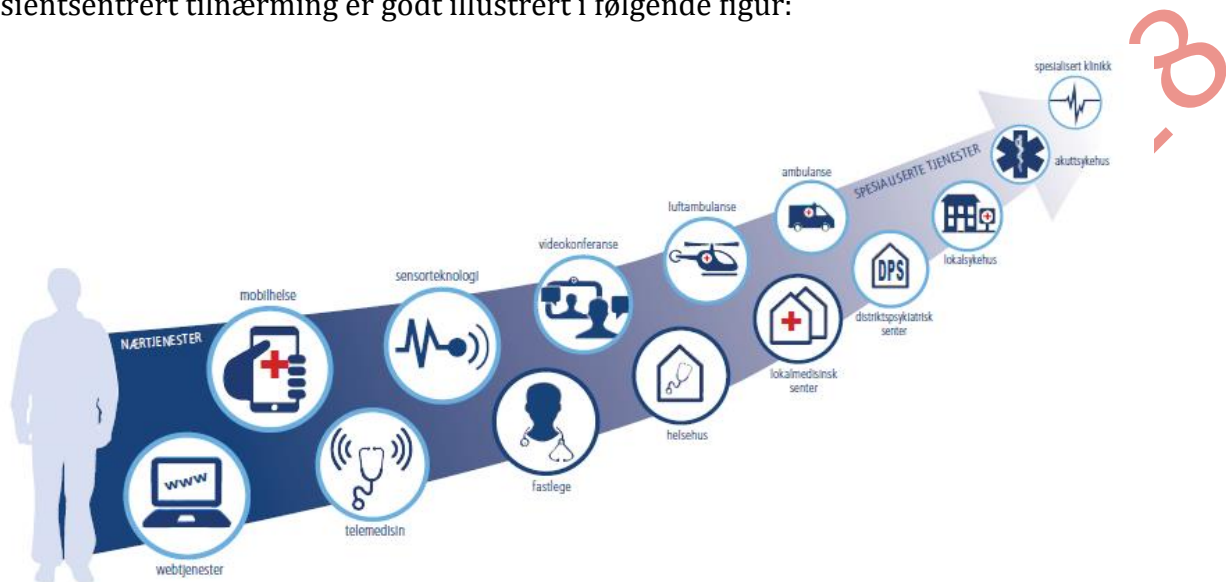 sientsentrert tilnærming er godt illustrert i følgende figur:
spesialisert klinikk
akuttsykehus
SPESIALISERTE TJENESTER
ambulanse
lokalsykehus
luftambulanse
DPS
distriktspsykiatrisk
senter
videokonferanse
lokalmedisinsk
senter
sensorteknologi
helsehus
mobilhelse
fastlege
NÆRTJENESTER
telemedisin
www
webtjenester